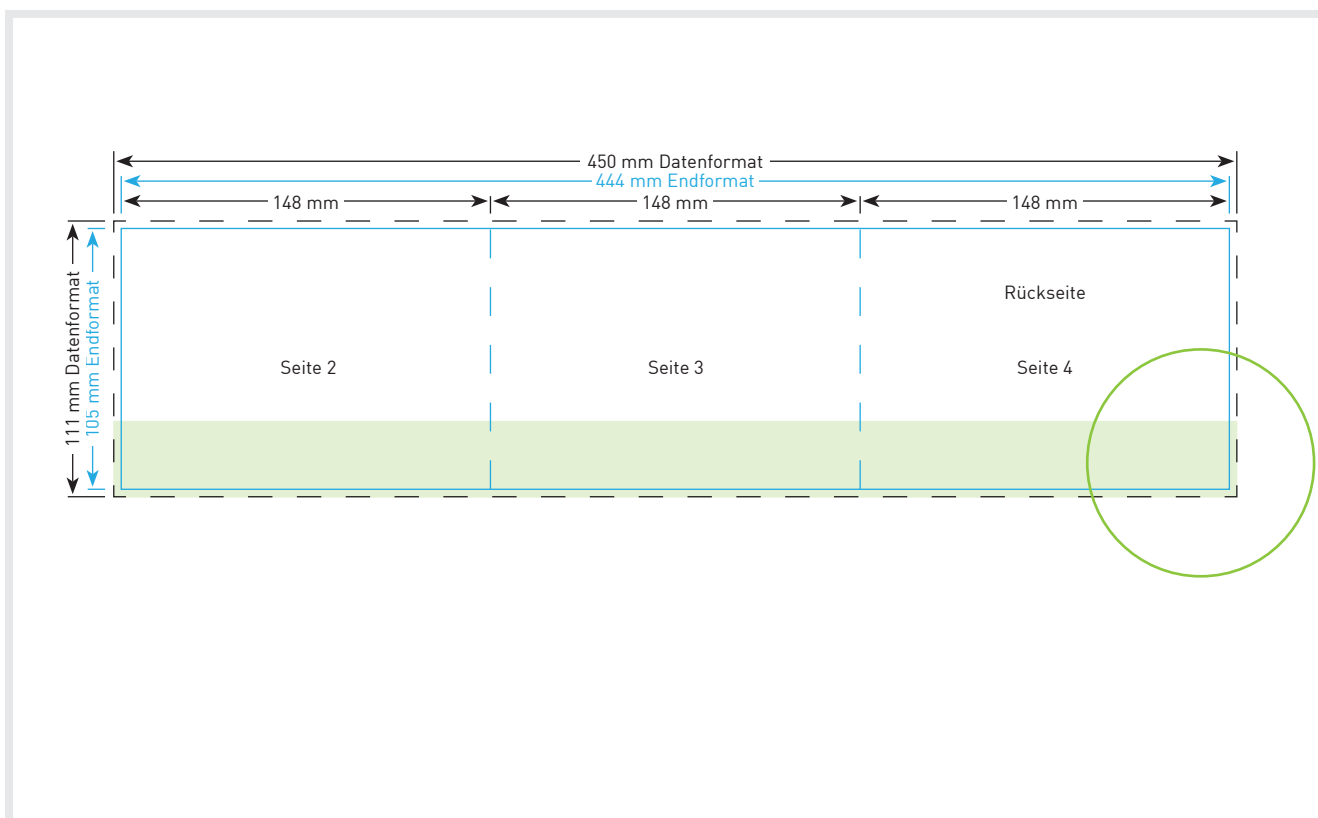 450 mm Datenformat
444 mm Endformat
148 mm
148 mm
148 mm
111 mm Datenformat
105 mm Endformat
Rückseite
Seite 2
Seite 3
Seite 4